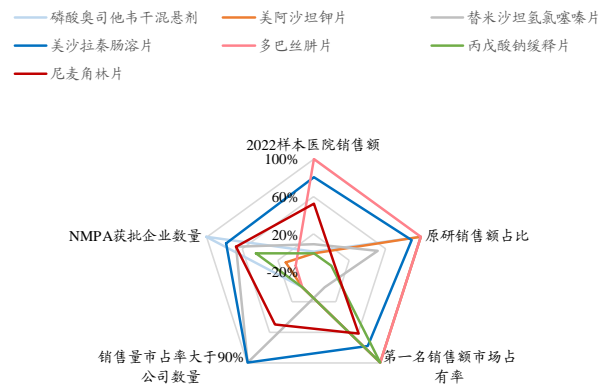 磷酸奥司他韦干混悬剂 美阿沙坦钾片 替米沙坦氢氯噻嗪片
美沙拉秦肠溶片 多巴丝肼片 丙戊酸钠缓释片
尼麦角林片
2022样本医院销售额
100%
60%
20%
-20%
NMPA获批企业数量
原研销售额占比
销售量市占率大于90%
公司数量
第一名销售额市场占
有率